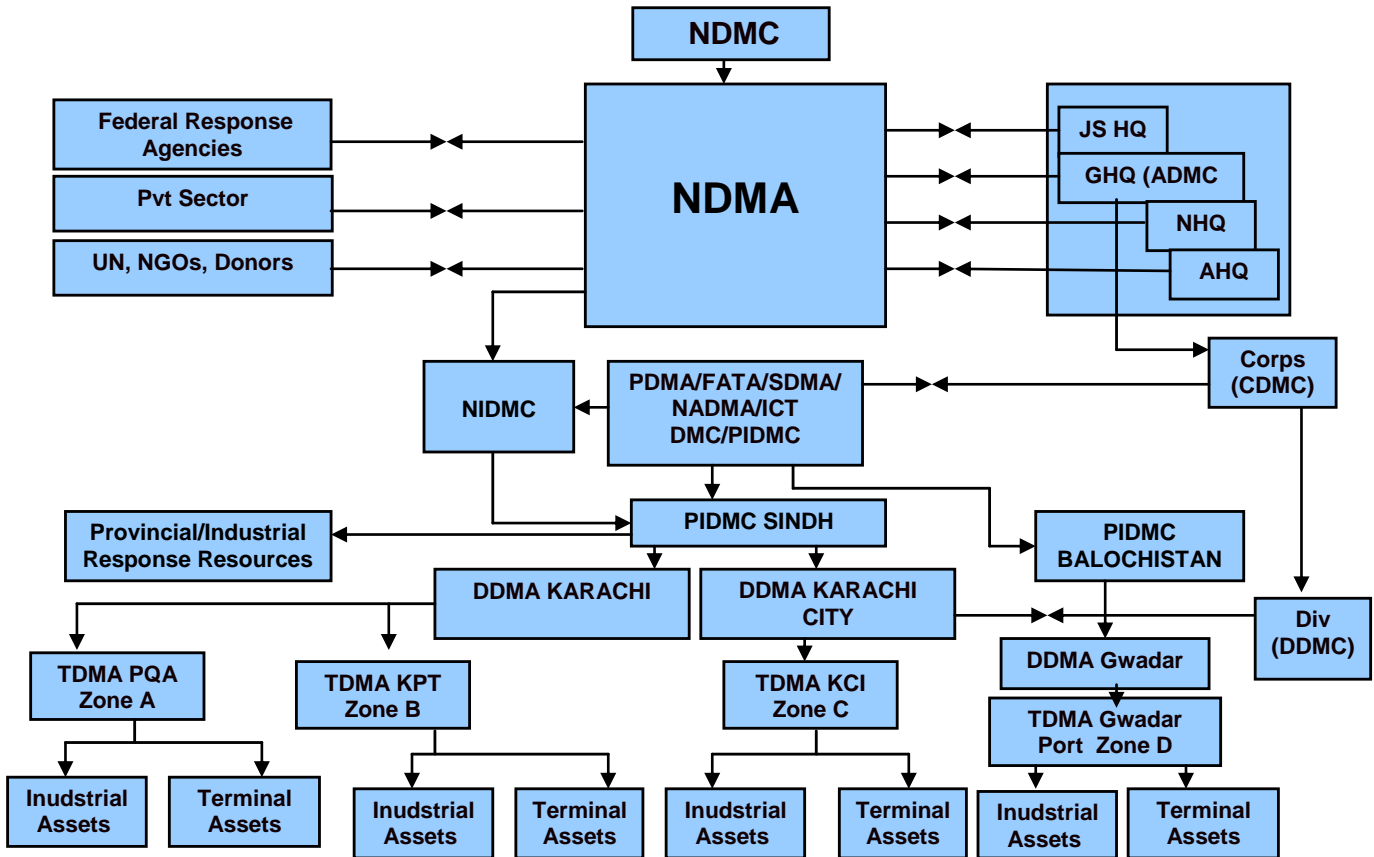 NDMC
Federal Response
Agencies
Pvt Sector
UN, NGOs, Donors
NDMA
JS HQ
GHQ (ADMC
NHQ
AHQ
Corps
(CDMC)
NIDMC
PDMA/FATA/SDMA/
NADMA/ICT
DMC/PIDMC
Provincial/Industrial
Response Resources
PIDMC SINDH
PIDMC
BALOCHISTAN
DDMA KARACHI
DDMA KARACHI
CITY
Div
(DDMC)
TDMA PQA
Zone A
TDMA KPT
Zone B
TDMA KCI
Zone C
DDMA Gwadar
TDMA Gwadar
Port Zone D
Inudstrial
Assets
Terminal
Assets
Inudstrial
Assets
Terminal
Assets
Inudstrial
Assets
Terminal
Assets
Inudstrial
Assets
Terminal
Assets